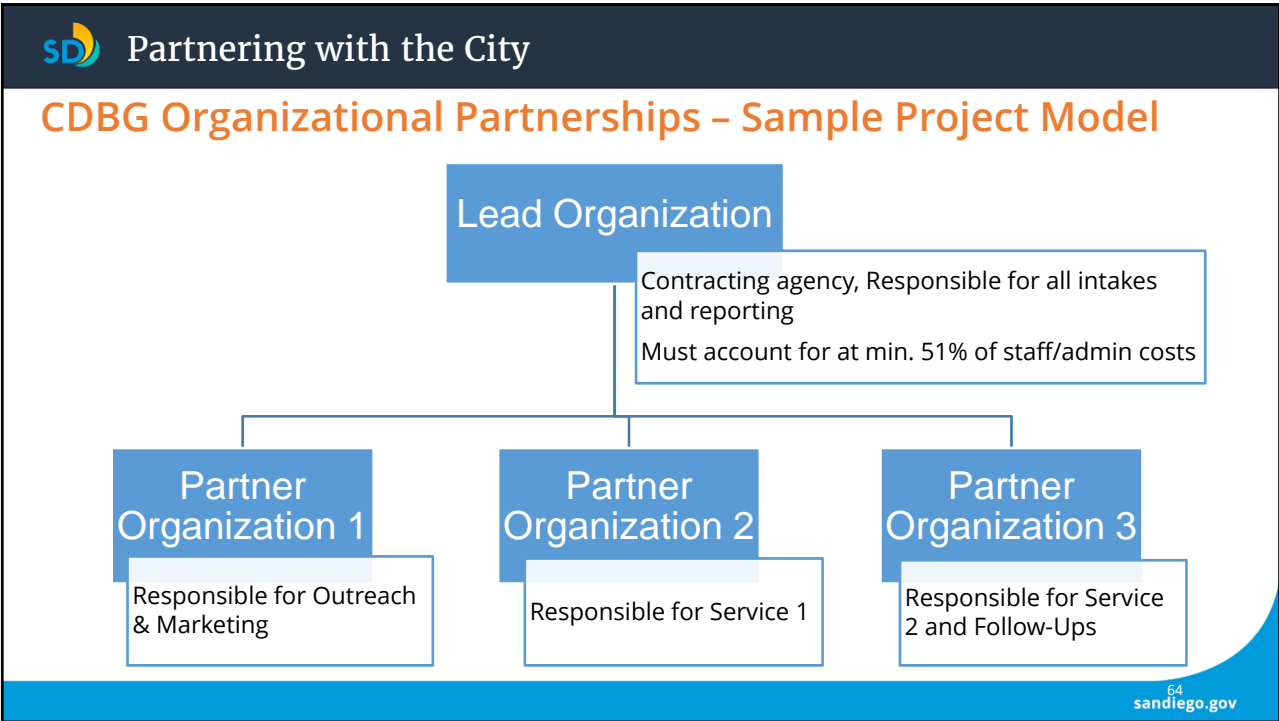 SD
Partnering with the City
CDBG Organizational Partnerships – Sample Project Model
Lead Organization
Contracting agency, Responsible for all intakes
and reporting
Must account for at min. 51% of staff/admin costs
Partner
Organization 1
Responsible for Outreach
& Marketing
Partner
Organization 2
Responsible for Service 1
Partner
Organization 3
Responsible for Service
2 and Follow-Ups
64
sandiego.gov